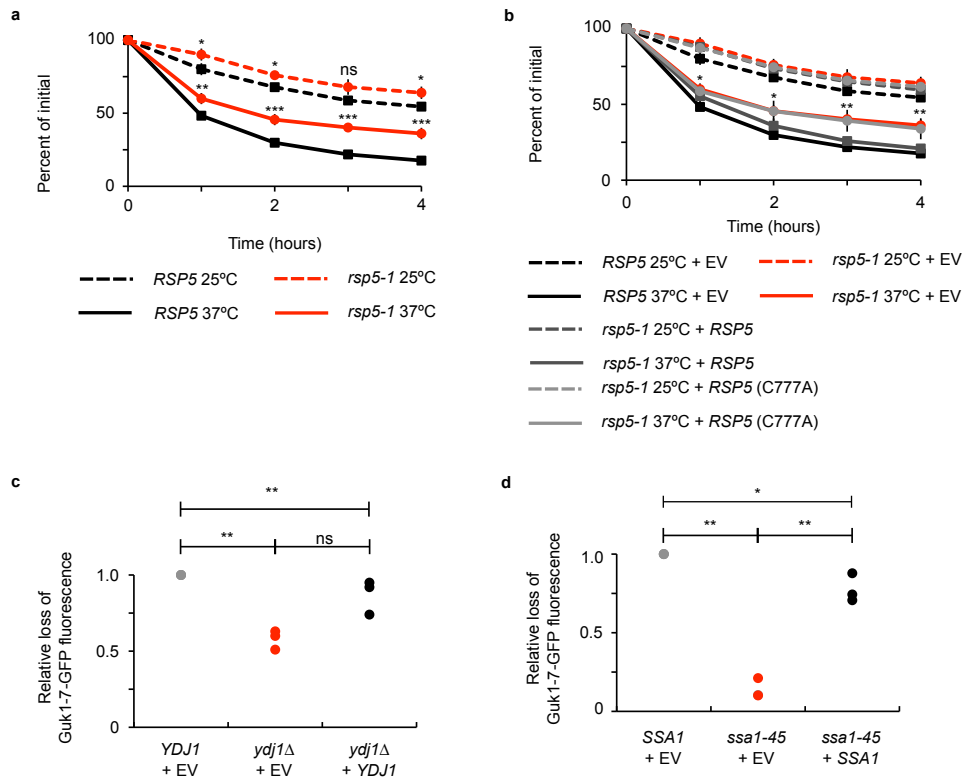 a
100
50
0
Percent of initial
*
*
ns
*
**
***
***
***
0
2
4
Time (hours)
RSP5 25ºC
rsp5-1 25ºC
RSP5 37ºC
rsp5-1 37ºC
b
100
50
0
Percent of initial
*
*
**
**
0
2
4
Time (hours)
RSP5 25ºC + EV
rsp5-1 25ºC + EV
RSP5 37ºC + EV
rsp5-1 37ºC + EV
rsp5-1 25ºC + RSP5
rsp5-1 37ºC + RSP5
rsp5-1 25ºC + RSP5 (C777A)
rsp5-1 37ºC + RSP5 (C777A)
c
**
**
ns
1.0
0.5
0
Relative loss of
Guk1-7-GFP fluorescence
YDJ1
+ EV
ydj1Δ
+ EV
ydj1Δ
+ YDJ1
d
*
**
**
1.0
0.5
0
Relative loss of
Guk1-7-GFP fluorescence
SSA1
+ EV
ssa1-45
+ EV
ssa1-45
+ SSA1